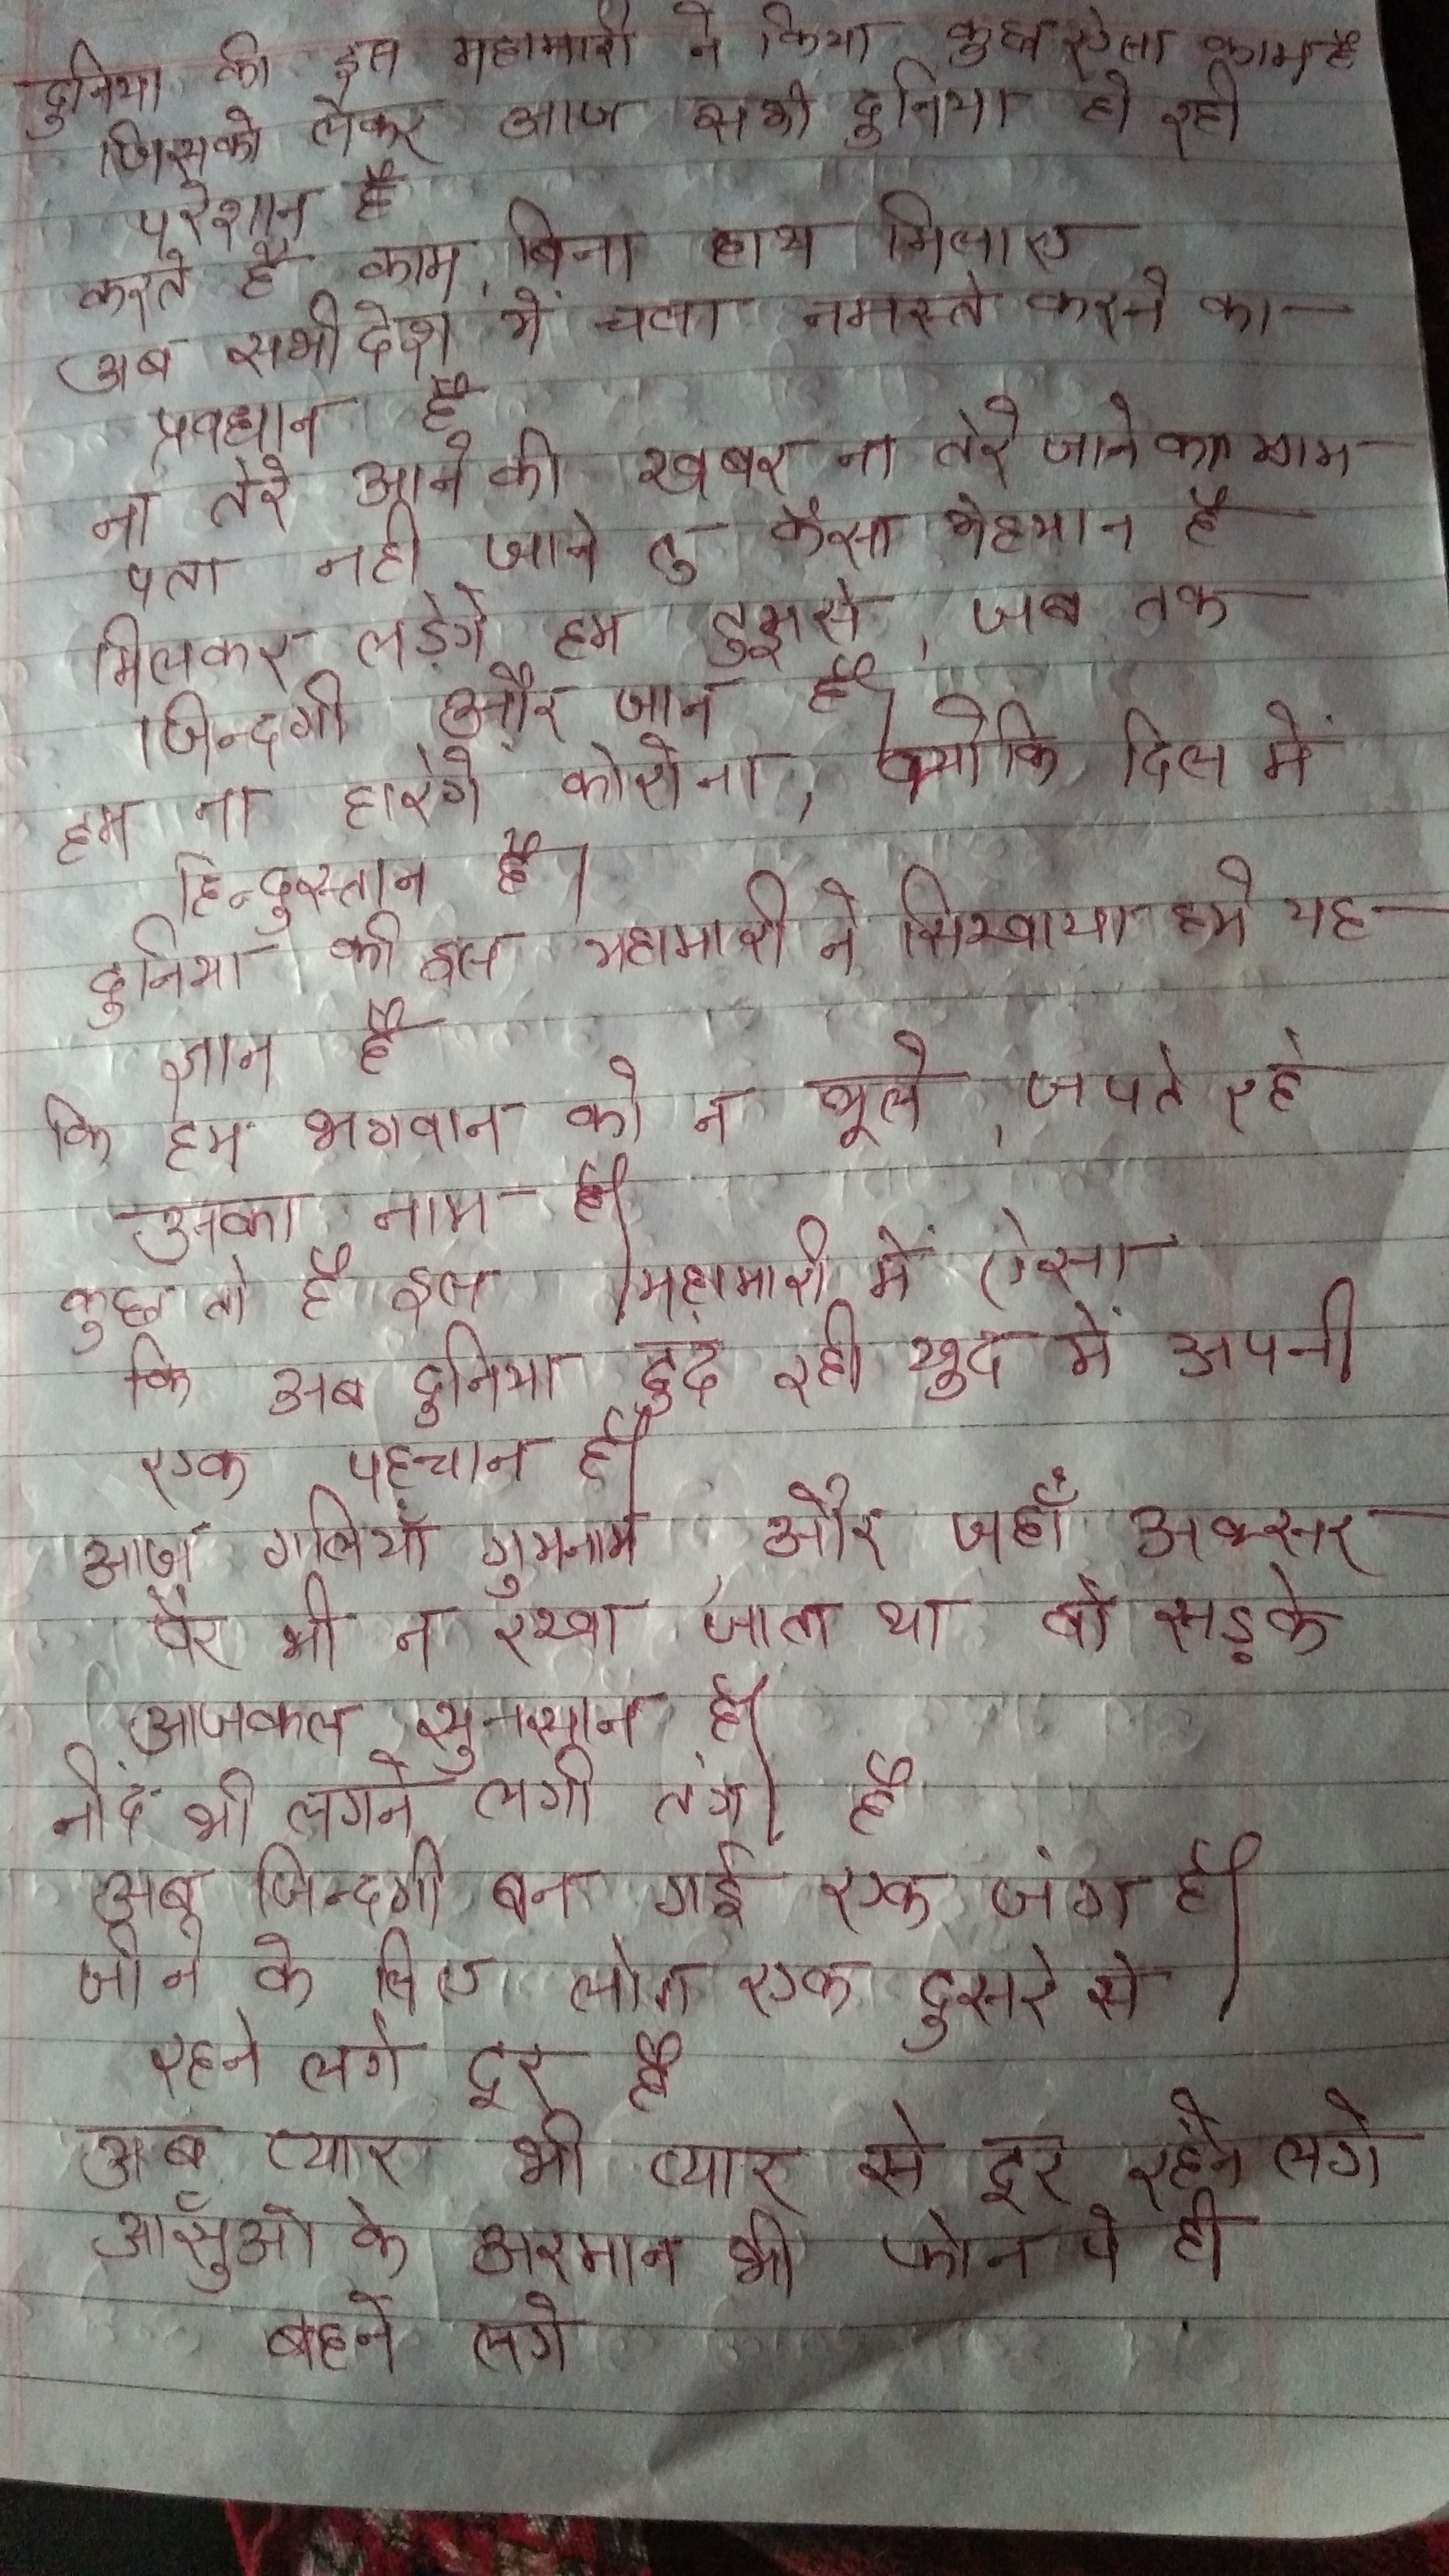 दुनिया की इस महामारी ने किया कुछ ऐसा काम है
जिसको लेकर आज सभी दुनिया हो रही
परेशान है
करते है काम, बिना हाथ मिलाए
अब सभी देश में चला नमस्ते करने का
प्रवधान है
ना तेरे आने की खबर ना तेरे जाने का
पता नही जाने तु कैसा मेहमान है
मिलकर लड़ेगे हम तुझसे, जब तक
जिन्दगी और जान है।
हम ना हारेगे कोरोना, क्योकि दिल में
हिन्दुस्तान है।
दुनिया की इस महामारी ने सिखाया हमे यह
ज्ञान है
कि हम भगवान को न भूले, जपते रहे
उनका नाम है।
कुछ तो है इस महामारी में ऐसा
कि अब दुनिया ढुढ रही खुद में अपनी
एक पहचान है।
आज गलियाँ गुमनाम और जहाँ अक्सर
पैर भी न रखा जाता था वो सड़के
आजकल सुनसान है।
नींद भी लगने लगी तंग है
अब जिन्दगी बन गई एक जंग है।
जीने के लिए लोग एक दुसरे से
रहने लगे दूर है
अब प्यार भी प्यार से दूर रहने लगे
आँसुओ के अरमान भी फोन पे ही
बहने लगे